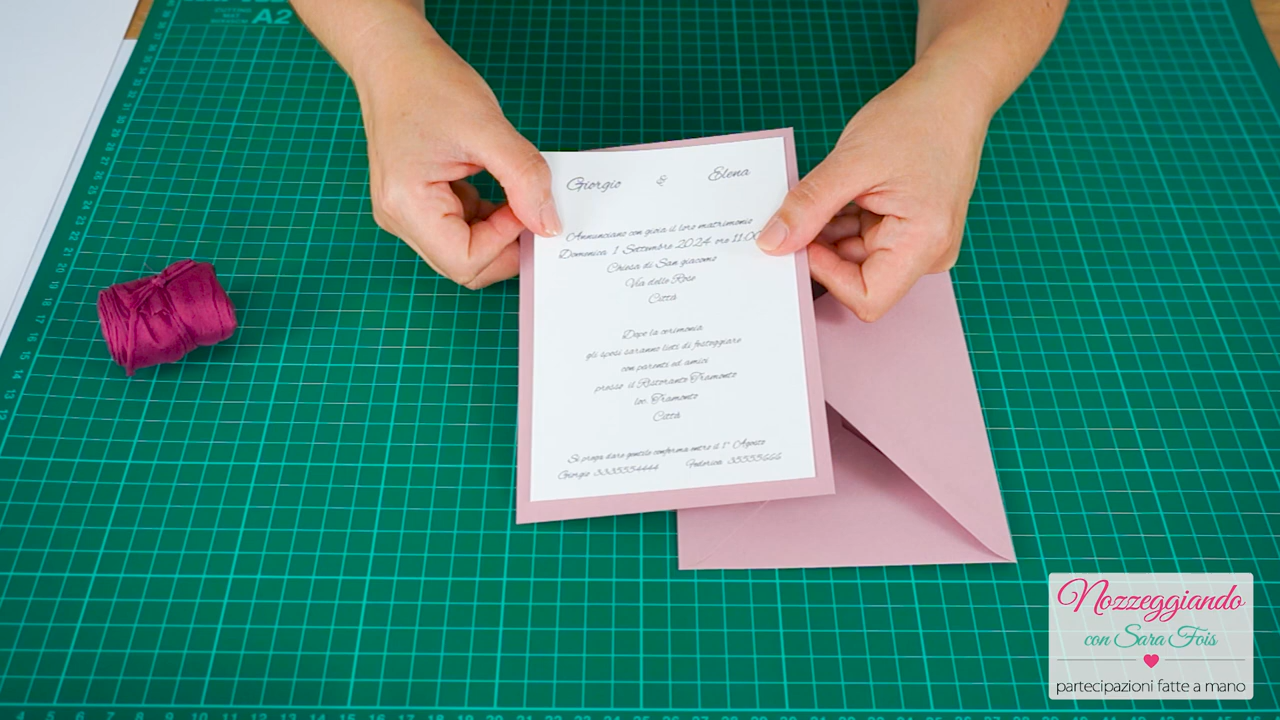 A2
Giorgio & Elena
Annunciano con gioia il loro matrimonio
Domenica 1 Settembre 2024 ore 11:00
Chiesa di San giacomo
Via delle Rose
Città
Dopo la cerimonia
gli sposi saranno lieti di festeggiare
con parenti ed amici
presso il Ristorante Tramonto
loc. Tramonto
Città
Si prega dare gentile conferma entro il 1° Agosto
Giorgio 3335554444 Federica 35555666
Nozzeggiando
con Sara Fois
partecipazioni fatte a mano